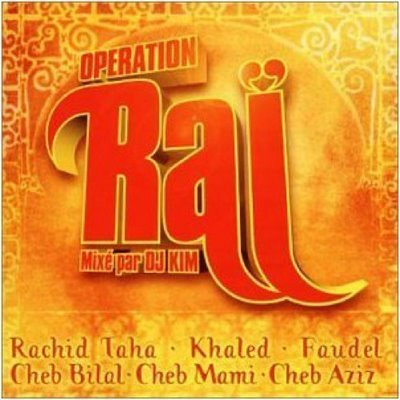 OPERATION
Raï
Mixé par DJ KIM
Rachid Taha · Khaled · Faudel
Cheb Bilal · Cheb Mami · Cheb Aziz